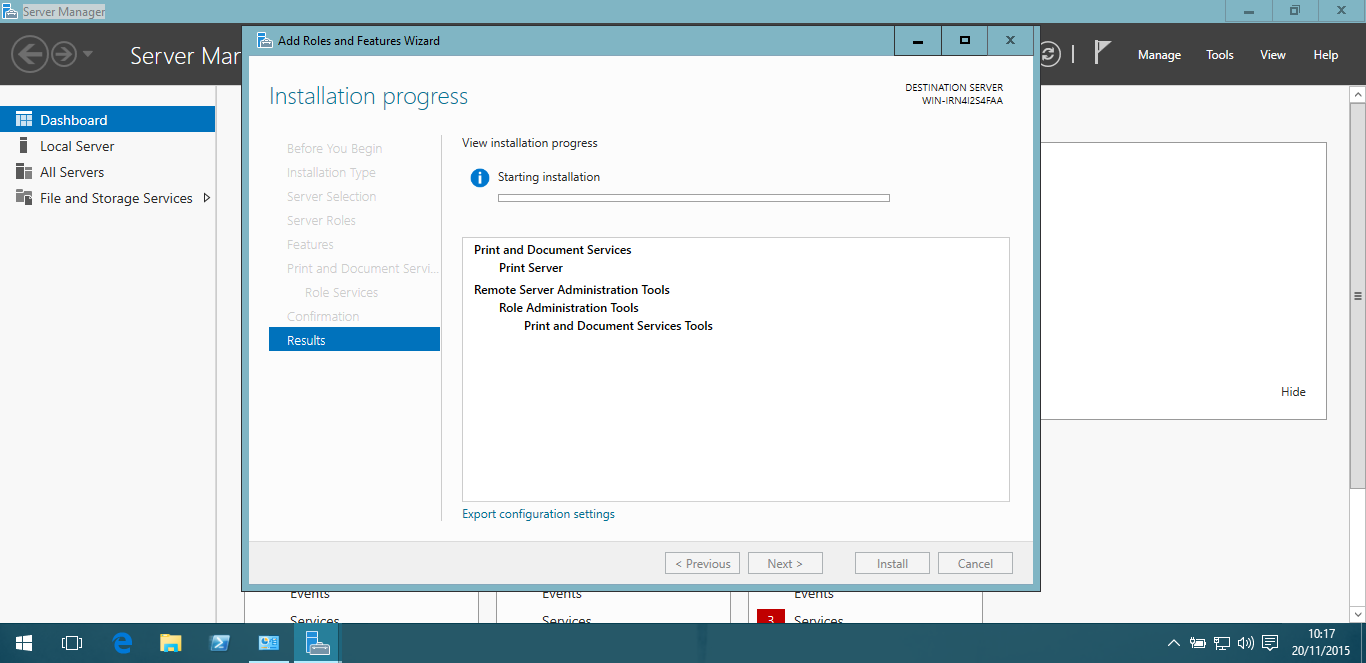 Server Manager
Add Roles and Features Wizard
Server Mar
Manage Tools View Help
Dashboard
Local Server
All Servers
File and Storage Services
Installation progress
DESTINATION SERVER
WIN-IRN4I2S4FAA
Before You Begin
Installation Type
Server Selection
Server Roles
Features
Print and Document Servi...
Role Services
Confirmation
Results
View installation progress
Starting installation
Print and Document Services
Print Server
Remote Server Administration Tools
Role Administration Tools
Print and Document Services Tools
Export configuration settings
Hide
< Previous Next > Install Cancel
Events Events Events
Services Services 3 Services
10:17
20/11/2015